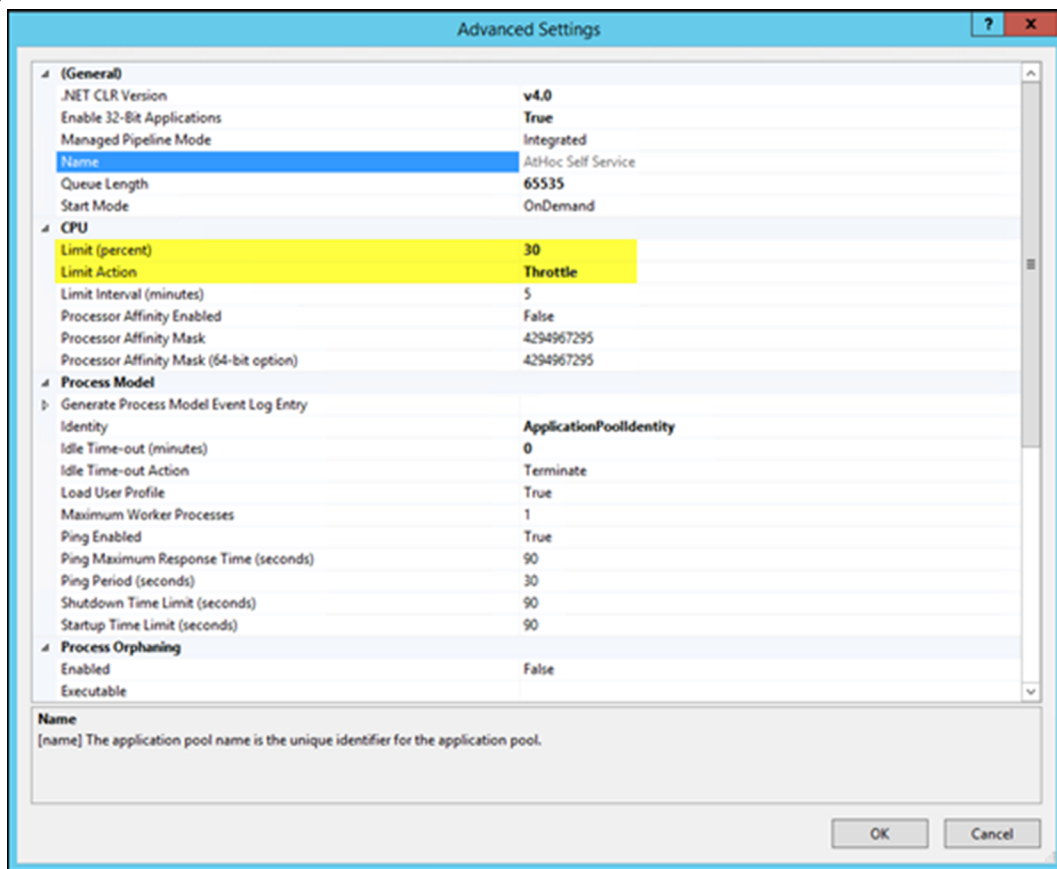 Advanced Settings
? x
(General)
.NET CLR Version v4.0
Enable 32-Bit Applications True
Managed Pipeline Mode Integrated
Name AtHoc Self Service
Queue Length 65535
Start Mode OnDemand
CPU
Limit (percent) 30
Limit Action Throttle
Limit Interval (minutes) 5
Processor Affinity Enabled False
Processor Affinity Mask 4294967295
Processor Affinity Mask (64-bit option) 4294967295
Process Model
Generate Process Model Event Log Entry
Identity ApplicationPoolIdentity
Idle Time-out (minutes) 0
Idle Time-out Action Terminate
Load User Profile True
Maximum Worker Processes 1
Ping Enabled True
Ping Maximum Response Time (seconds) 90
Ping Period (seconds) 30
Shutdown Time Limit (seconds) 90
Startup Time Limit (seconds) 90
Process Orphaning
Enabled False
Executable
Name
[name] The application pool name is the unique identifier for the application pool.
OK Cancel